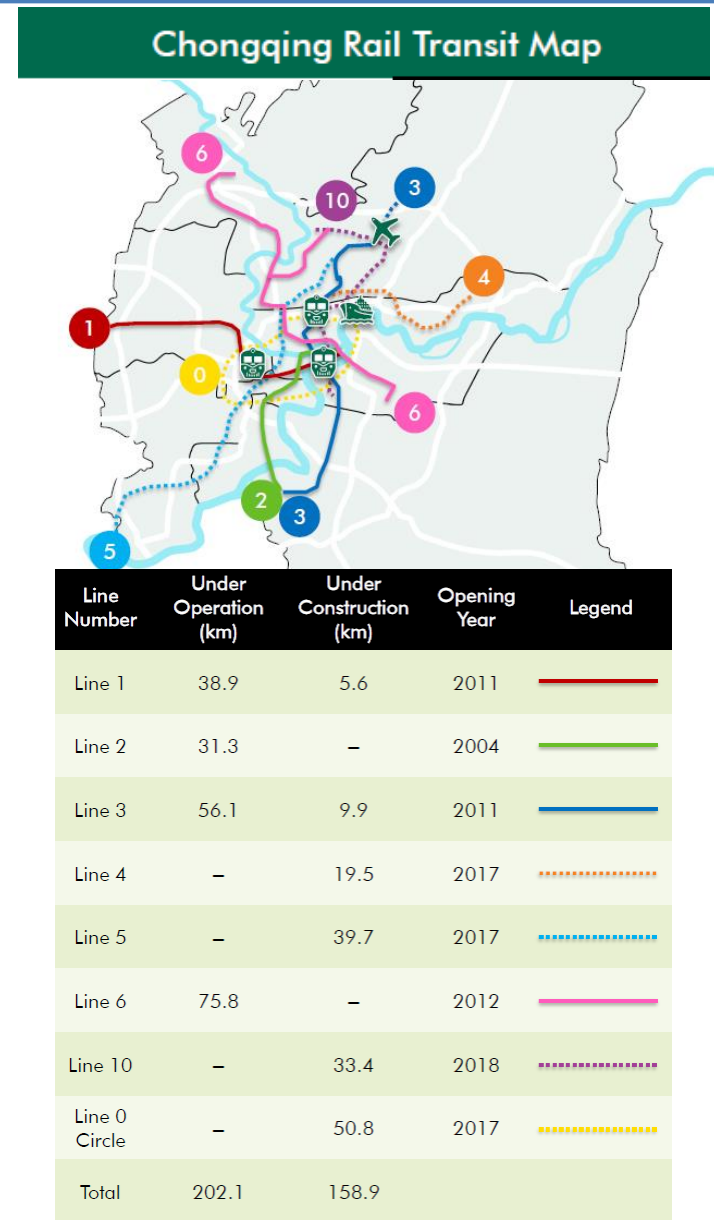 Chongqing Rail Transit Map
6
3
10
4
1
0
6
2
3
5
Line Number Under Operation (km) Under Construction (km) Opening Year Legend
Line 1 38.9 5.6 2011
Line 2 31.3 – 2004
Line 3 56.1 9.9 2011
Line 4 – 19.5 2017
Line 5 – 39.7 2017
Line 6 75.8 – 2012
Line 10 – 33.4 2018
Line 0 Circle – 50.8 2017
Total 202.1 158.9